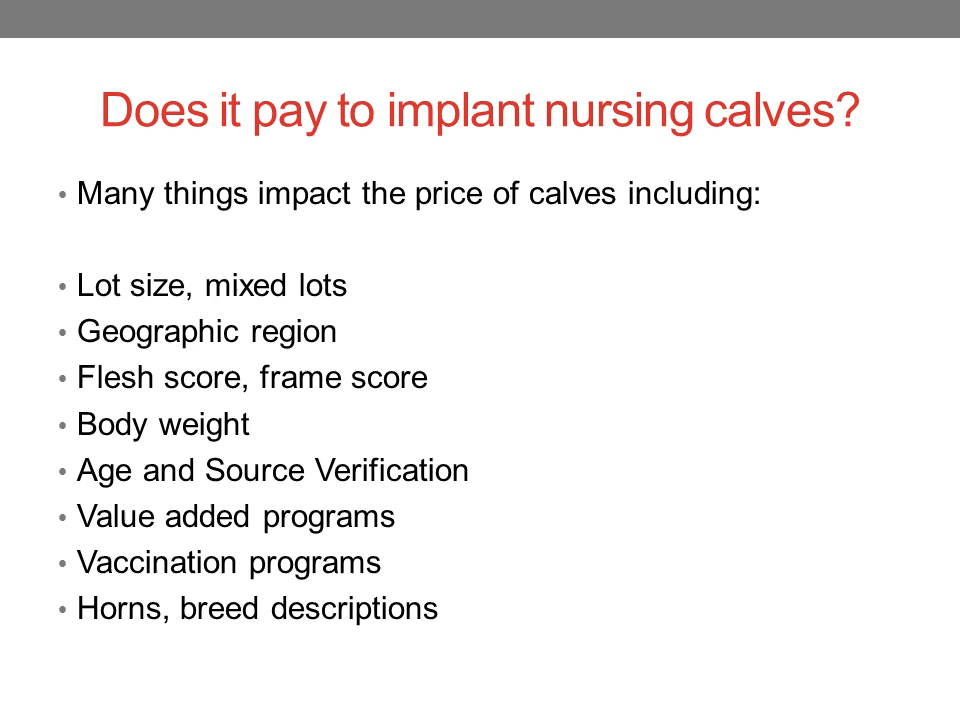 Does it pay to implant nursing calves?
• Many things impact the price of calves including:
• Lot size, mixed lots
• Geographic region
• Flesh score, frame score
• Body weight
• Age and Source Verification
• Value added programs
• Vaccination programs
• Horns, breed descriptions